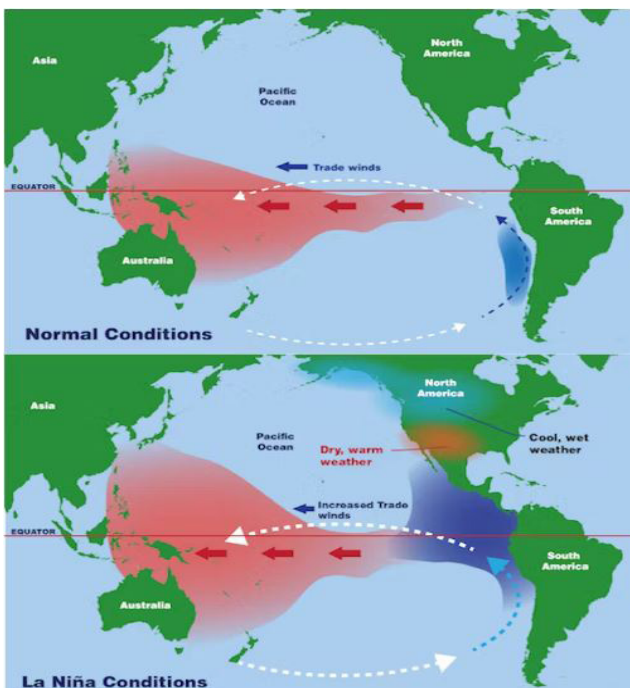 Asia
North
America
Pacific
Ocean
Trade winds
EQUATOR
South
America
Australia
Normal Conditions
Asia
North
America
Pacific
Ocean
Dry, warm
weather
Cool, wet
weather
Increased Trade
winds
EQUATOR
South
America
Australia
La Niña Conditions